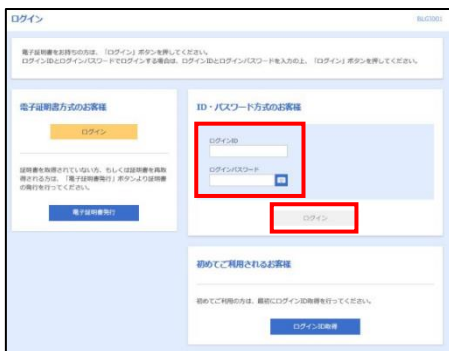 ログイン
BLGI001
電子証明書をお持ちの方は、「ログイン」ボタンを押してください。
ログインIDとログインパスワードでログインする場合は、ログインIDとログインパスワードを入力の上、「ログイン」ボタンを押してください。
電子証明書方式のお客様
ログイン
証明書を取得されていない方、もしくは証明書を再取
得される方は、「電子証明書発行」ボタンより証明書
の発行を行ってください。
電子証明書発行
ID・パスワード方式のお客様
ログインID
ログインパスワード
ログイン
初めてご利用されるお客様
初めてご利用の方は、最初にログインID取得を行ってください。
ログインID取得